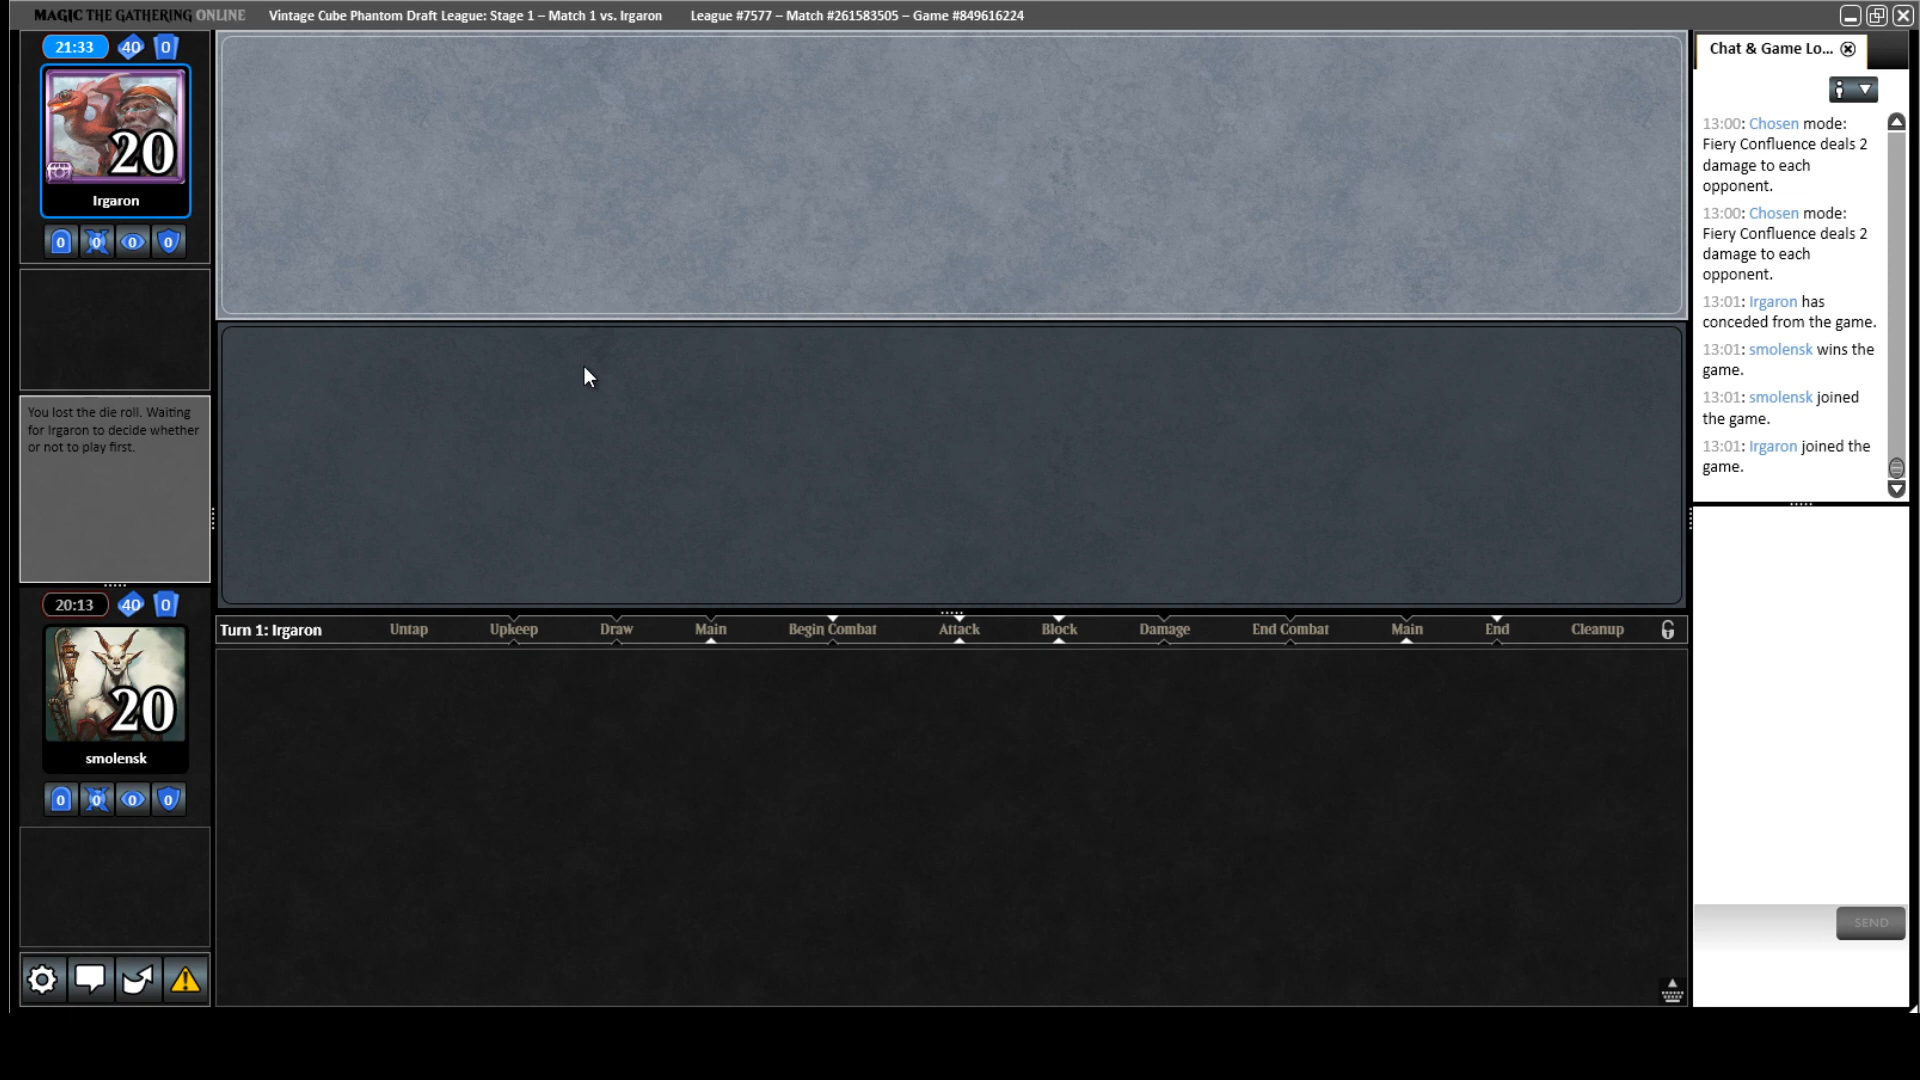 MAGIC THE GATHERING ONLINE Vintage Cube Phantom Draft League: Stage 1 – Match 1 vs. Irgaron League #7577 – Match #261583505 – Game #849616224
21:33 40 0
20
Irgaron
0 0 0 0
You lost the die roll. Waiting
for Irgaron to decide whether
or not to play first.
20:13 40 0
20
smolensk
0 0 0 0
Turn 1: Irgaron Untap Upkeep Draw Main Begin Combat Attack Block Damage End Combat Main End Cleanup
Chat & Game Lo...
13:00: Chosen mode:
Fiery Confluence deals 2
damage to each
opponent.
13:00: Chosen mode:
Fiery Confluence deals 2
damage to each
opponent.
13:01: Irgaron has
conceded from the game.
13:01: smolensk wins the
game.
13:01: smolensk joined
the game.
13:01: Irgaron joined the
game.
SEND